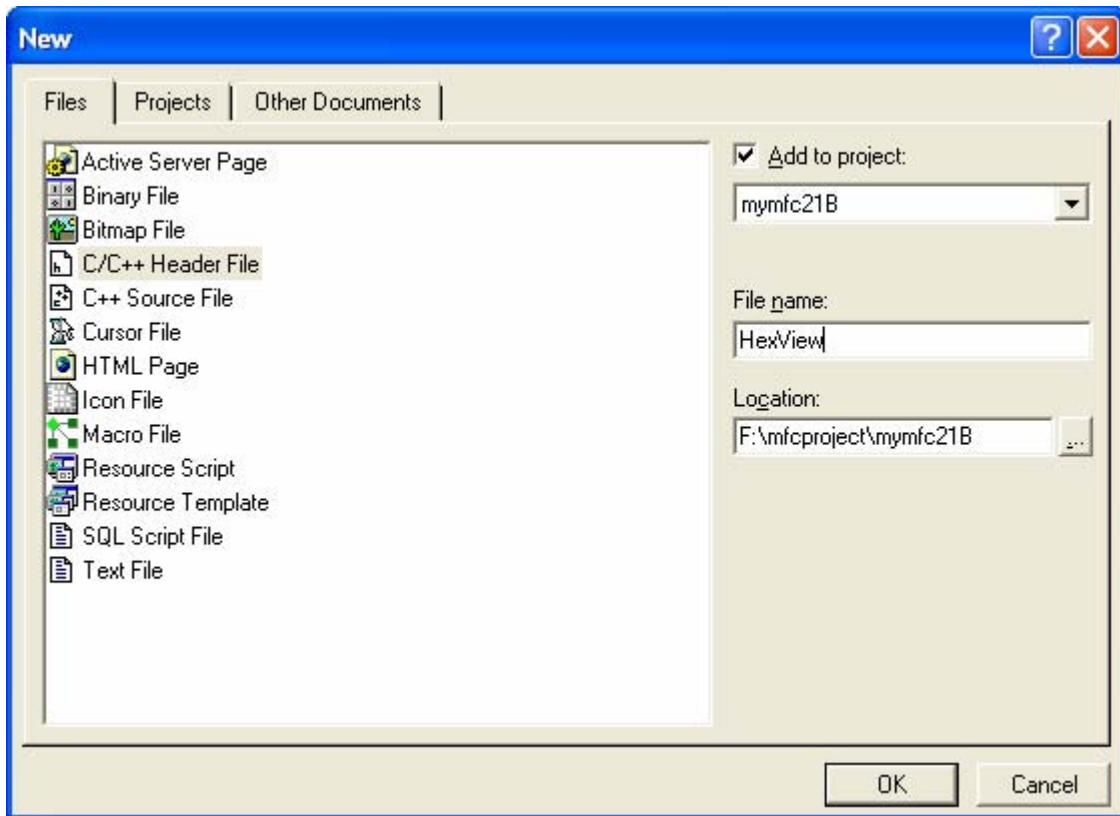 New
Files
Projects
Other Documents
Active Server Page
Binary File
Bitmap File
C/C++ Header File
C++ Source File
Cursor File
HTML Page
Icon File
Macro File
Resource Script
Resource Template
SQL Script File
Text File
Add to project:
mymfc21B
File name:
HexView
Location:
F:\mfcproject\mymfc21B
...
OK
Cancel